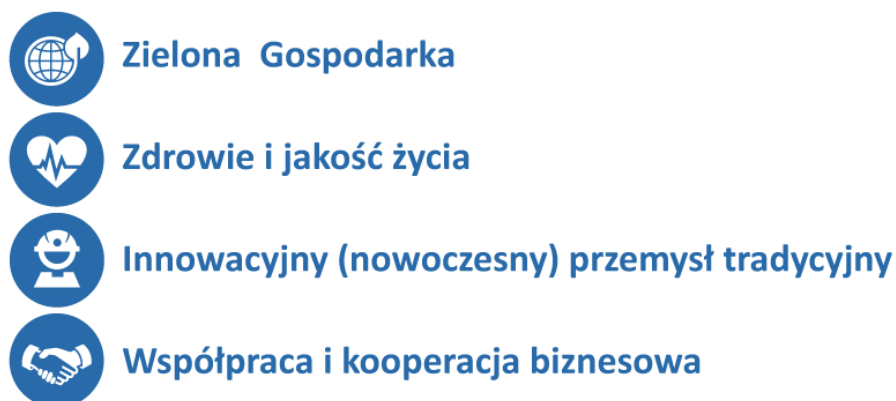 Zielona Gospodarka
Zdrowie i jakość życia
Innowacyjny (nowoczesny) przemysł tradycyjny
Współpraca i kooperacja biznesowa